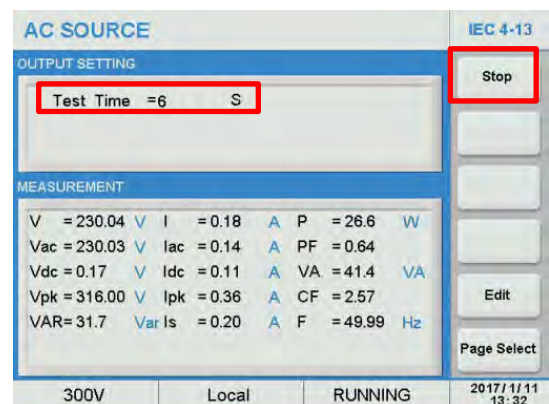 AC SOURCE
IEC 4-13
OUTPUT SETTING
Test Time =6 S
Stop
MEASUREMENT
V = 230.04 V I = 0.18 A P = 26.6 W
Vac = 230.03 V Iac = 0.14 A PF = 0.64
Vdc = 0.17 V Idc = 0.11 A VA = 41.4 VA
Vpk = 316.00 V Ipk = 0.36 A CF = 2.57
VAR= 31.7 Var Is = 0.20 A F = 49.99 Hz
Edit
Page Select
300V Local RUNNING
2017/1/11
13:32